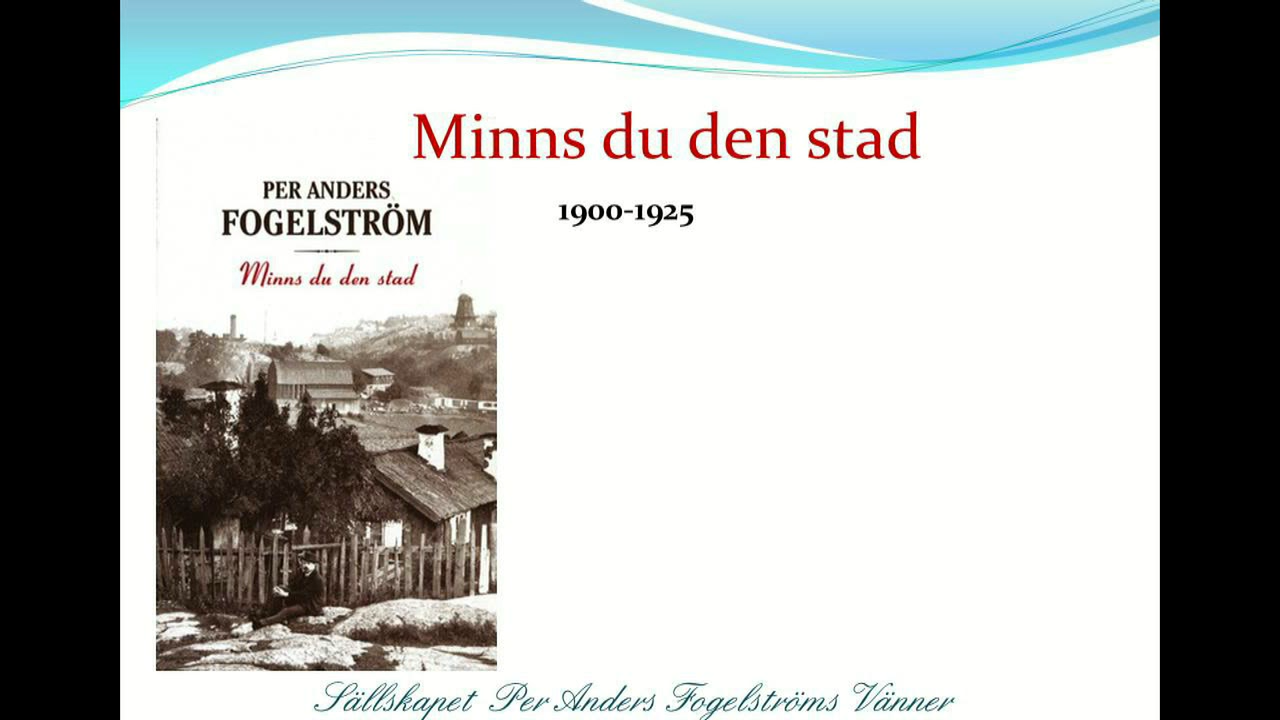 Minns du den stad
1900-1925
PER ANDERS
FOGELSTRÖM
Minns du den stad
Sällskapet Per Anders Fogelströms Vänner